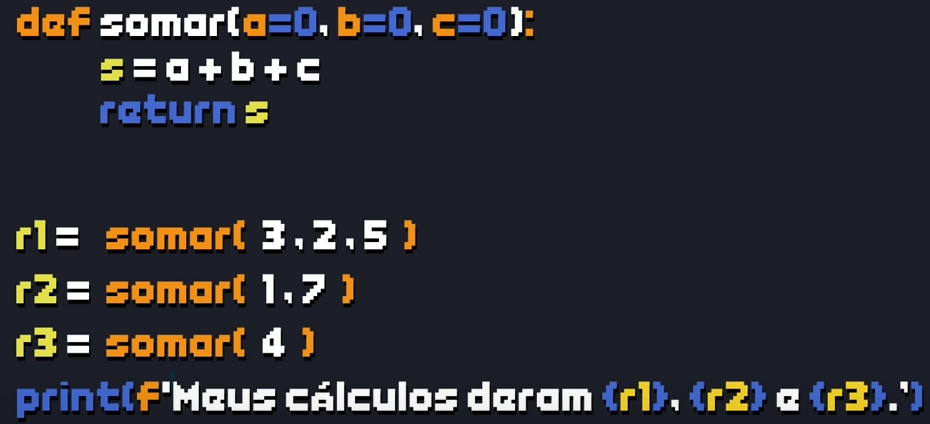 def somar(a=0, b=0, c=0):
s = a + b + c
return s
r1 = somar( 3 , 2 , 5 )
r2 = somar( 1 , 7 )
r3 = somar( 4 )
print(f'Meus cálculos deram {r1}, {r2} e {r3}.')